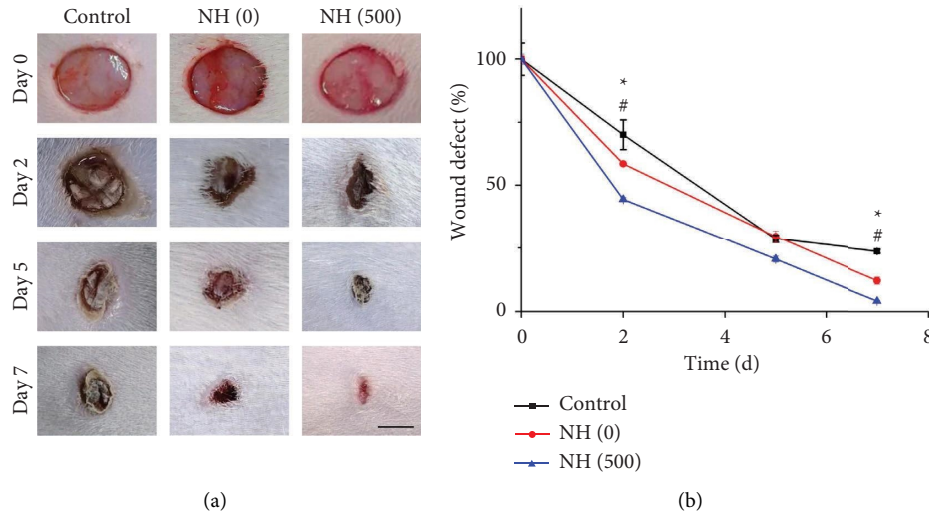 Control NH (0) NH (500)
Day 0
Day 2
Day 5
Day 7
(a)
Wound defect (%)
100
50
0
*
#
*
#
0 2 4 6 8
Time (d)
Control
NH (0)
NH (500)
(b)